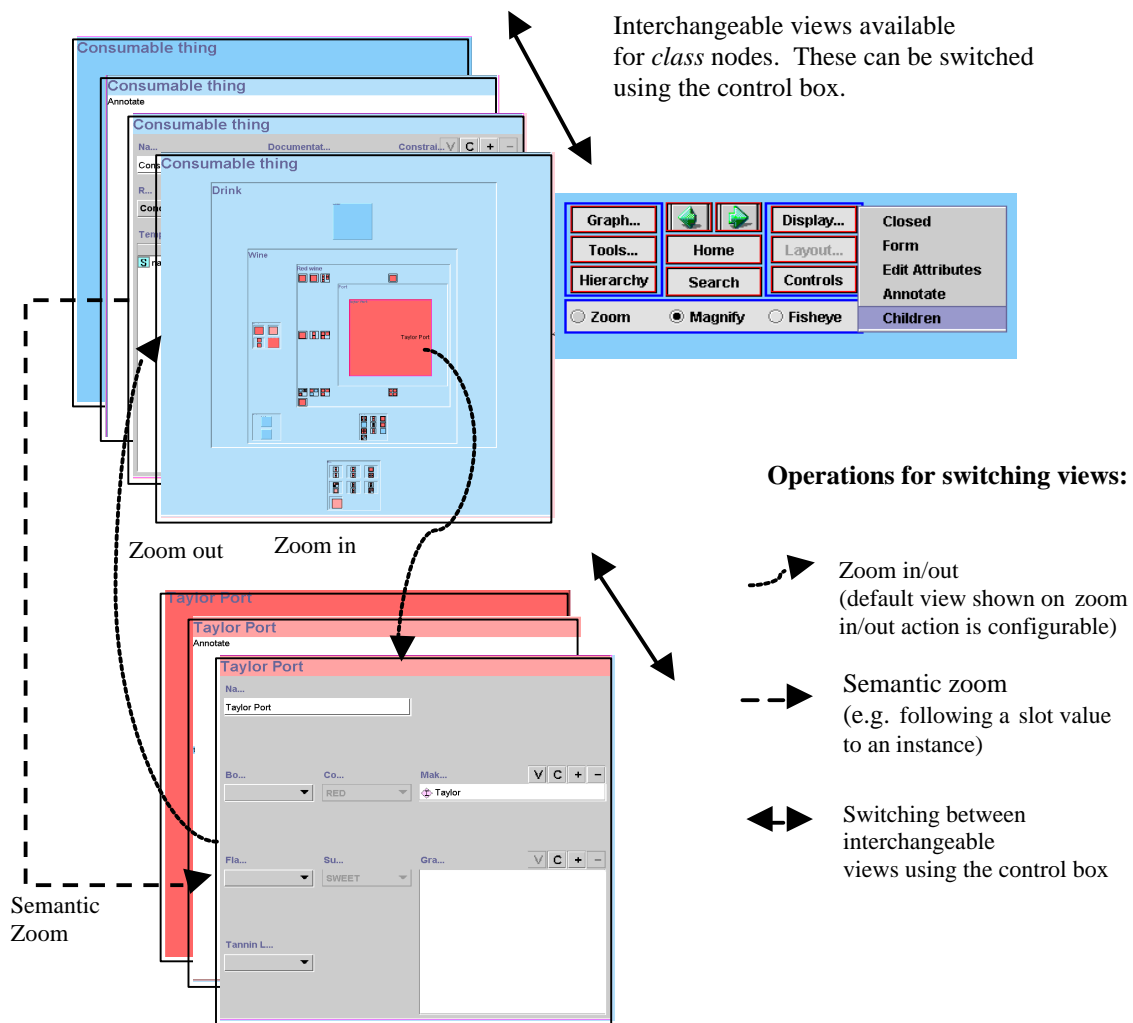 Interchangeable views available
for class nodes. These can be switched
using the control box.
Consumable thing
Consumable thing
Annotate
Consumable thing
Na...
Documentat...
Constrai...
V C + −
Cons
R...
Conc
Temp
S na
Consumable thing
Drink
Wine
Red wine
Port
Taylor Port
Graph...
Display...
Tools...
Home
Layout...
Hierarchy
Search
Controls
Zoom
Magnify
Fisheye
Closed
Form
Edit Attributes
Annotate
Children
Operations for switching views:
Zoom out
Zoom in
Zoom in/out
(default view shown on zoom
in/out action is configurable)
Semantic zoom
(e.g. following a slot value
to an instance)
Switching between
interchangeable
views using the control box
Taylor Port
Taylor Port
Annotate
Taylor Port
Na...
Taylor Port
Bo...
Co...
Mak...
V C + −
RED
Taylor
Fla...
Su...
Gra...
V C + −
SWEET
Tannin L...
Semantic
Zoom